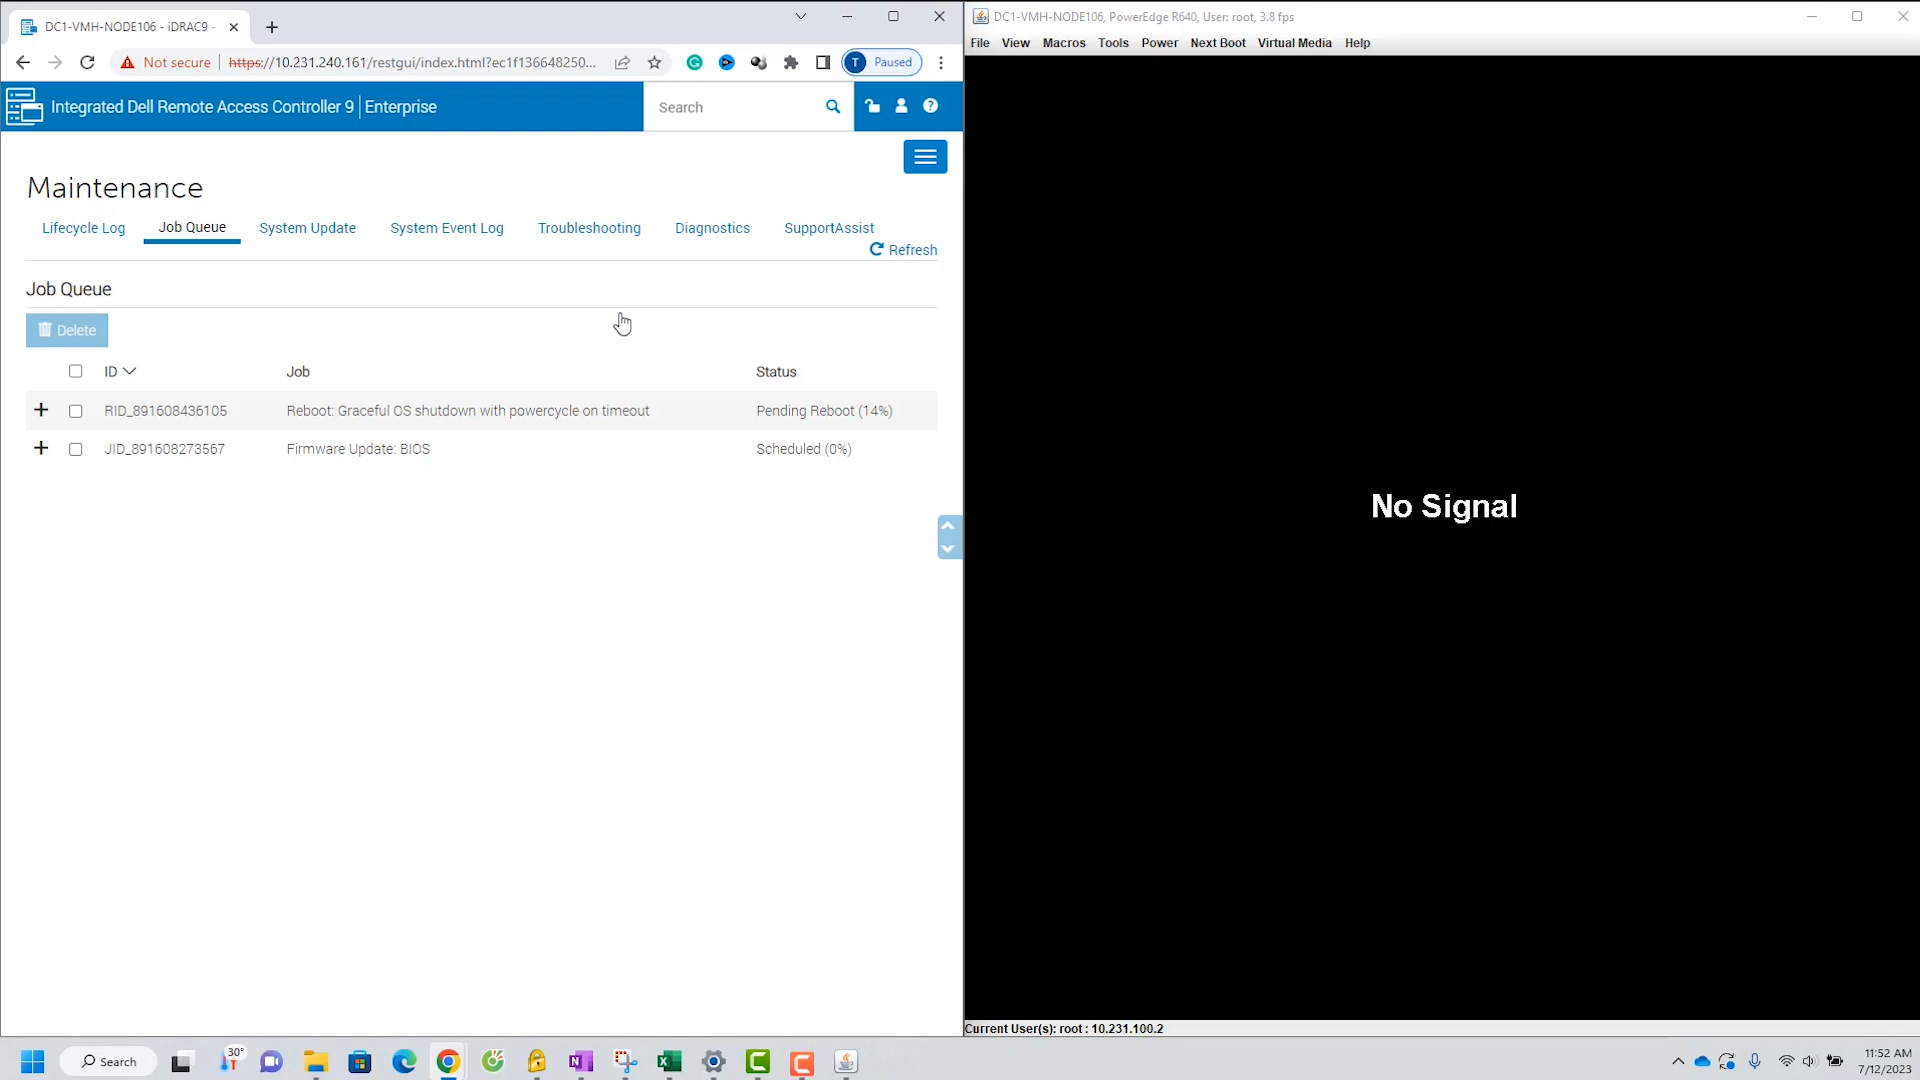 DC1-VMH-NODE106 - iDRAC9 -
Not secure
https://10.231.240.161/restgui/index.html?ec1f136648250...
T Paused
Integrated Dell Remote Access Controller 9 | Enterprise
Search
Maintenance
Lifecycle Log
Job Queue
System Update
System Event Log
Troubleshooting
Diagnostics
SupportAssist
Refresh
Job Queue
Delete
ID Job Status
RID_891608436105 Reboot: Graceful OS shutdown with powercycle on timeout Pending Reboot (14%)
JID_891608273567 Firmware Update: BIOS Scheduled (0%)
DC1-VMH-NODE106, PowerEdge R640, User: root, 3.8 fps
File View Macros Tools Power Next Boot Virtual Media Help
No Signal
Current User(s): root : 10.231.100.2
Search
30°
11:52 AM
7/12/2023